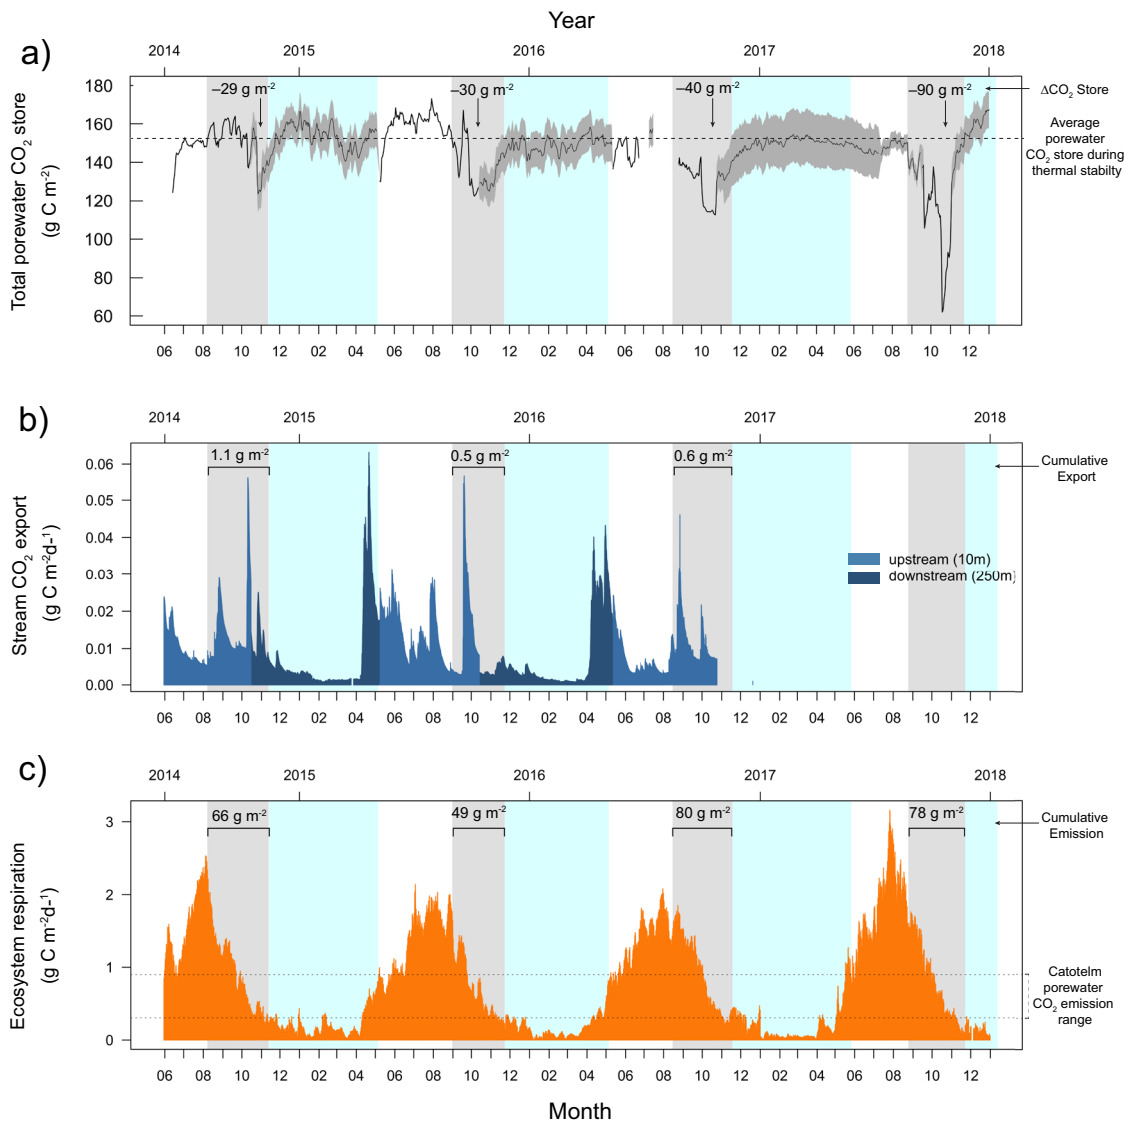 Year
a)
2014 2015 2016 2017 2018
–29 g m-2 –30 g m-2 –40 g m-2 –90 g m-2
ΔCO2 Store
Average
porewater
CO2 store during
thermal stabilty
Total porewater CO2 store
(g C m-2)
180
160
140
120
100
80
60
06 08 10 12 02 04 06 08 10 12 02 04 06 08 10 12 02 04 06 08 10 12
b)
2014 2015 2016 2017 2018
1.1 g m-2 0.5 g m-2 0.6 g m-2
Cumulative
Export
Stream CO2 export
(g C m-2d-1)
0.06
0.05
0.04
0.03
0.02
0.01
0.00
upstream (10m)
downstream (250m)
06 08 10 12 02 04 06 08 10 12 02 04 06 08 10 12 02 04 06 08 10 12
c)
2014 2015 2016 2017 2018
66 g m-2 49 g m-2 80 g m-2 78 g m-2
Cumulative
Emission
Ecosystem respiration
(g C m-2d-1)
3
2
1
0
Catotelm
porewater
CO2 emission
range
06 08 10 12 02 04 06 08 10 12 02 04 06 08 10 12 02 04 06 08 10 12
Month